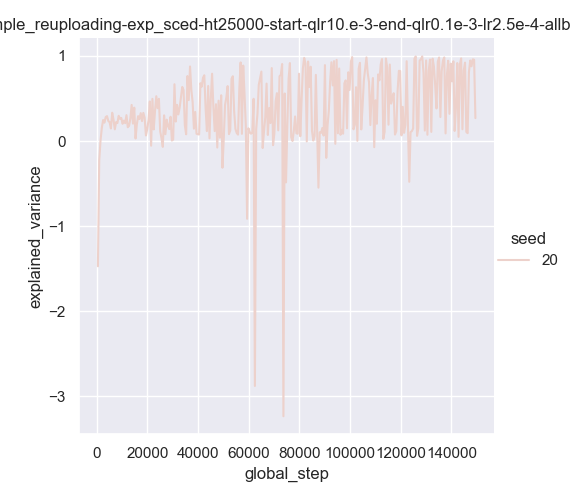 nple_reuploading-exp_sced-ht25000-start-qlr10.e-3-end-qlr0.1e-3-lr2.5e-4-allb
1
0
−1
−2
−3
explained_variance
seed
20
0 20000 40000 60000 80000 100000 120000 140000
global_step